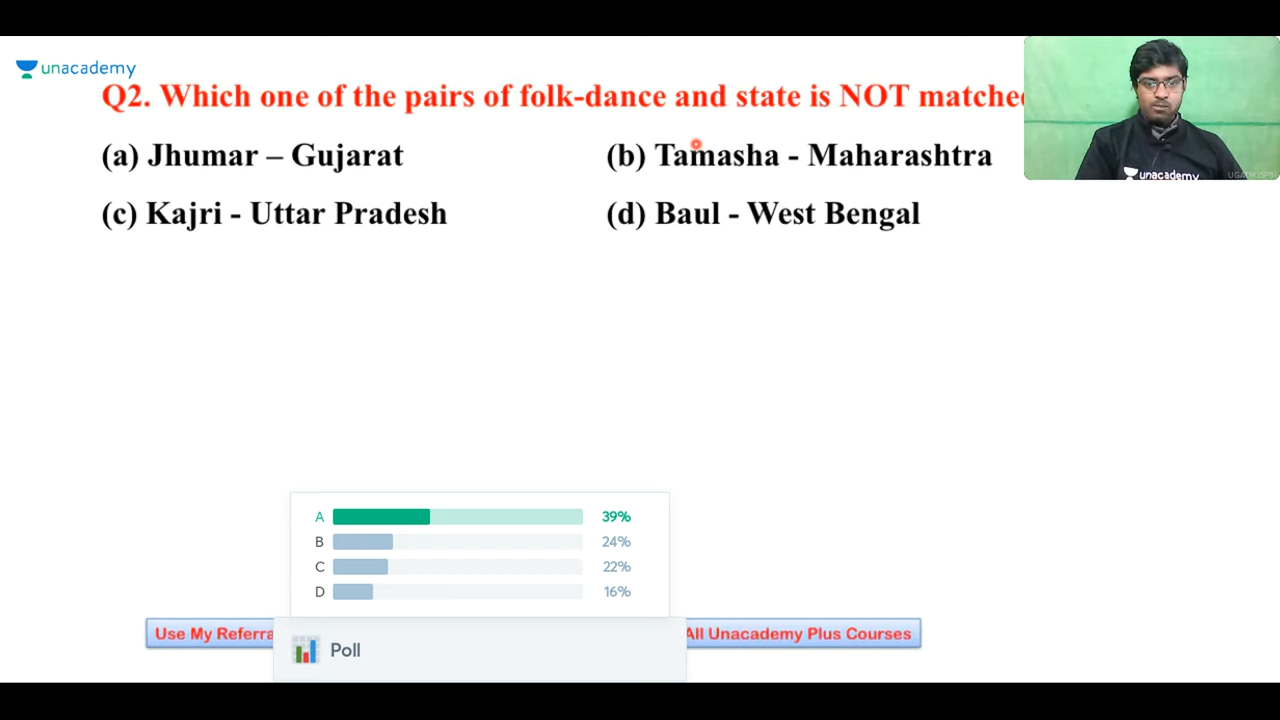 unacademy
Q2. Which one of the pairs of folk-dance and state is NOT matche
(a) Jhumar – Gujarat
(b) Tamasha - Maharashtra
(c) Kajri - Uttar Pradesh
(d) Baul - West Bengal
unacademy
A 39%
B 24%
C 22%
D 16%
Use My Referra
All Unacademy Plus Courses
Poll